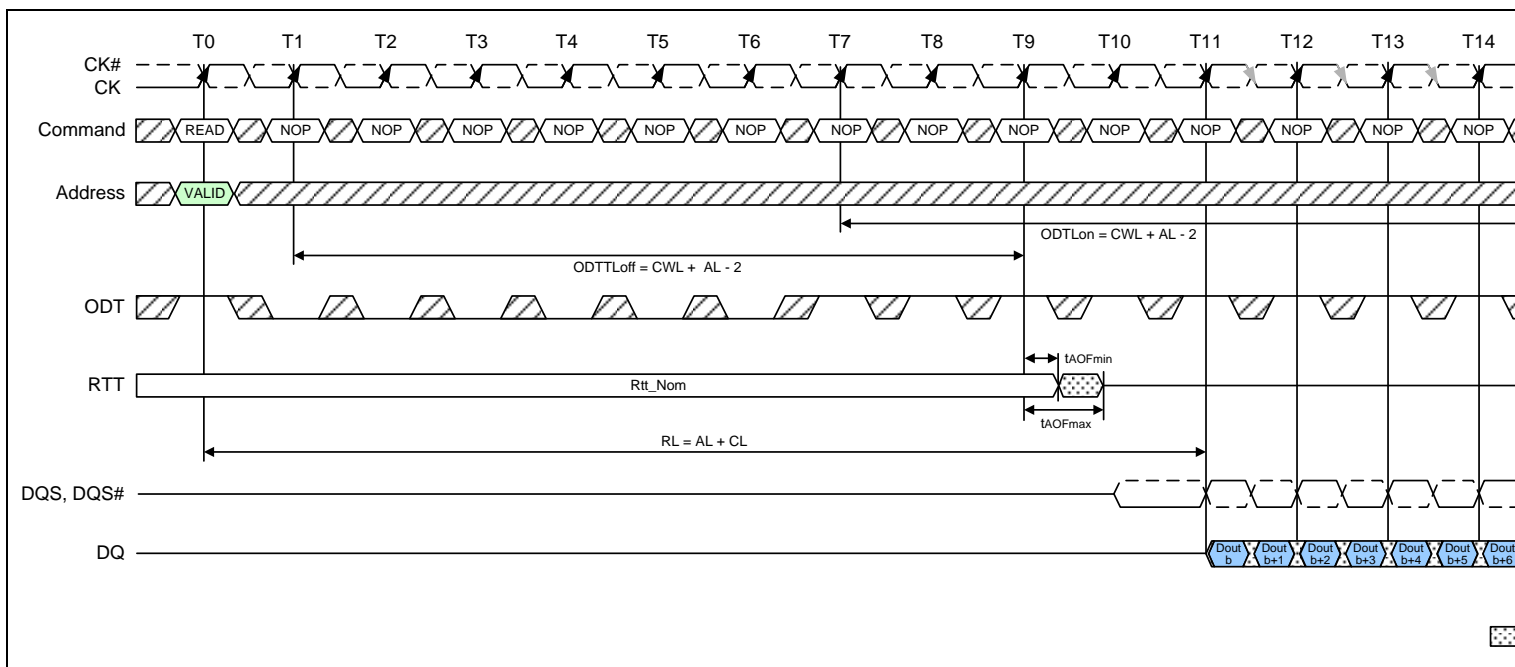 T0 T1 T2 T3 T4 T5 T6 T7 T8 T9 T10 T11 T12 T13 T14
CK#
CK
Command READ NOP NOP NOP NOP NOP NOP NOP NOP NOP NOP NOP NOP NOP NOP
Address VALID
ODTLon = CWL + AL - 2
ODTTLoff = CWL + AL - 2
ODT
tAOFmin
RTT Rtt_Nom
tAOFmax
RL = AL + CL
DQS, DQS#
DQ
Dout b Dout b+1 Dout b+2 Dout b+3 Dout b+4 Dout b+5 Dout b+6